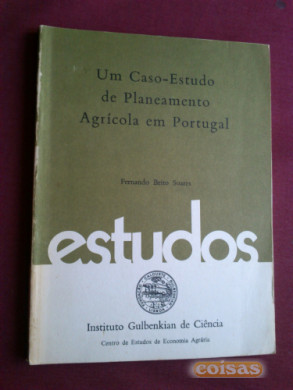 Um Caso-Estudo
de Planeamento
Agrícola em Portugal
Fernando Brito Soares
estudos
Instituto Gulbenkian de Ciência
Centro de Estudos de Economia Agrária
coisas